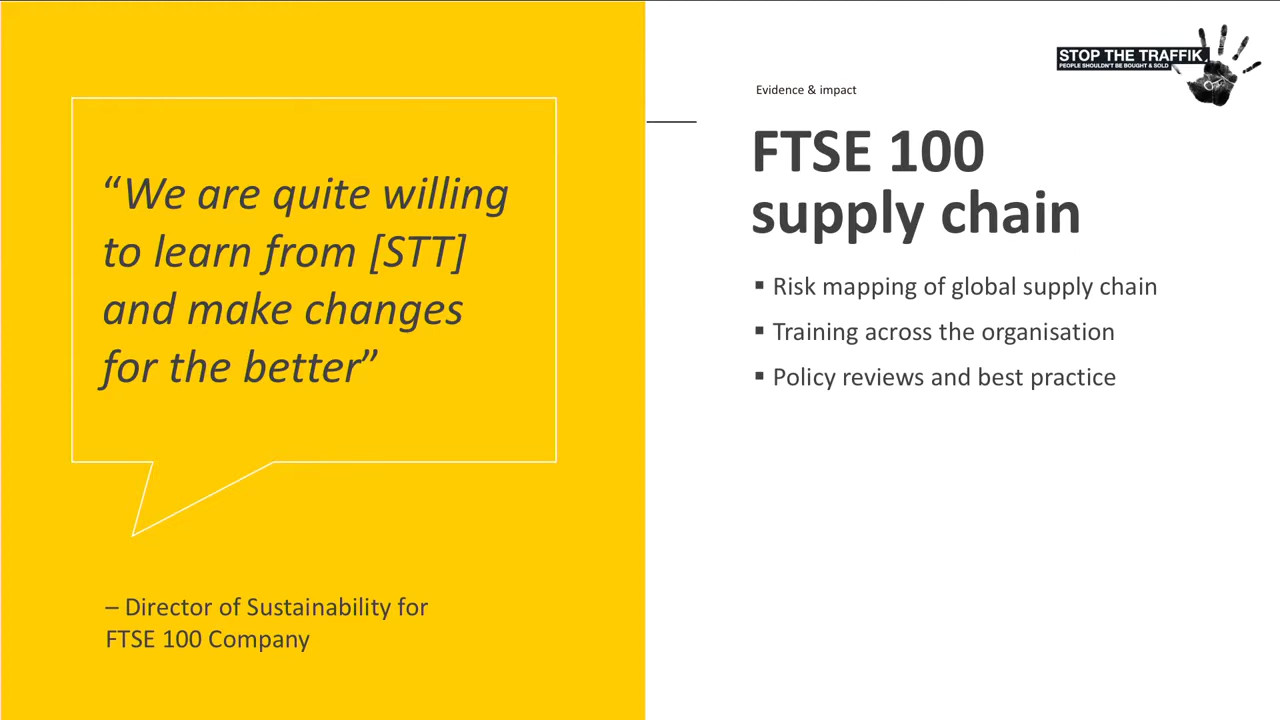 “We are quite willing
to learn from [STT]
and make changes
for the better”
– Director of Sustainability for
FTSE 100 Company
STOP THE TRAFFIK
PEOPLE SHOULDN'T BE BOUGHT & SOLD
Evidence & impact
FTSE 100
supply chain
▪ Risk mapping of global supply chain
▪ Training across the organisation
▪ Policy reviews and best practice